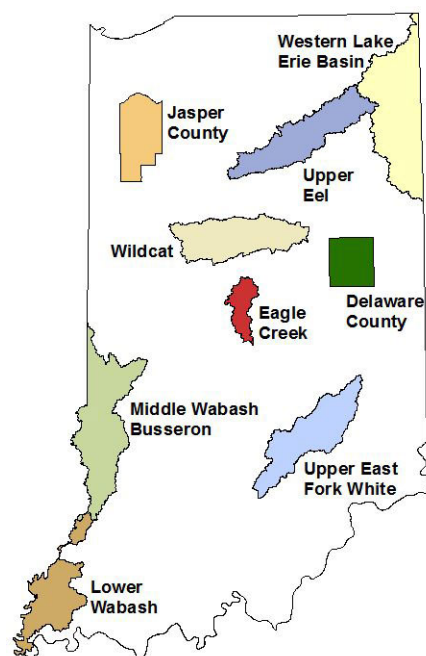 Western Lake
Erie Basin
Jasper
County
Upper
Eel
Wildcat
Delaware
County
Eagle
Creek
Middle Wabash
Busseron
Upper East
Fork White
Lower
Wabash